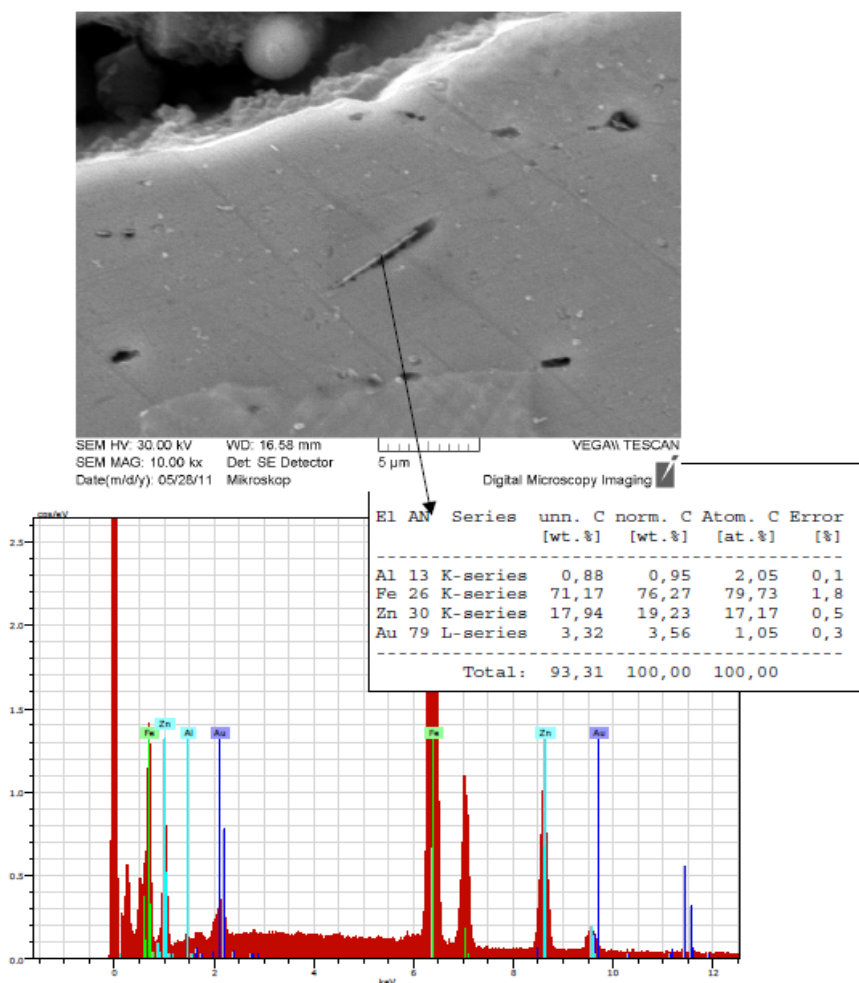 SEM HV: 30.00 kV WD: 16.58 mm VEGA\\ TESCAN
SEM MAG: 10.00 kx Det: SE Detector 5 µm
Date(m/d/y): 05/28/11 Mikroskop Digital Microscopy Imaging
El AN Series unn. C norm. C Atom. C Error
[wt.%] [wt.%] [at.%] [%]
Al 13 K-series 0,88 0,95 2,05 0,1
Fe 26 K-series 71,17 76,27 79,73 1,8
Zn 30 K-series 17,94 19,23 17,17 0,5
Au 79 L-series 3,32 3,56 1,05 0,3
Total: 93,31 100,00 100,00
cps/eV
2.5
2.0
1.5
Fe Zn Al Au Fe Zn Au
1.0
0.5
0.0
0 2 4 6 8 10 12
keV